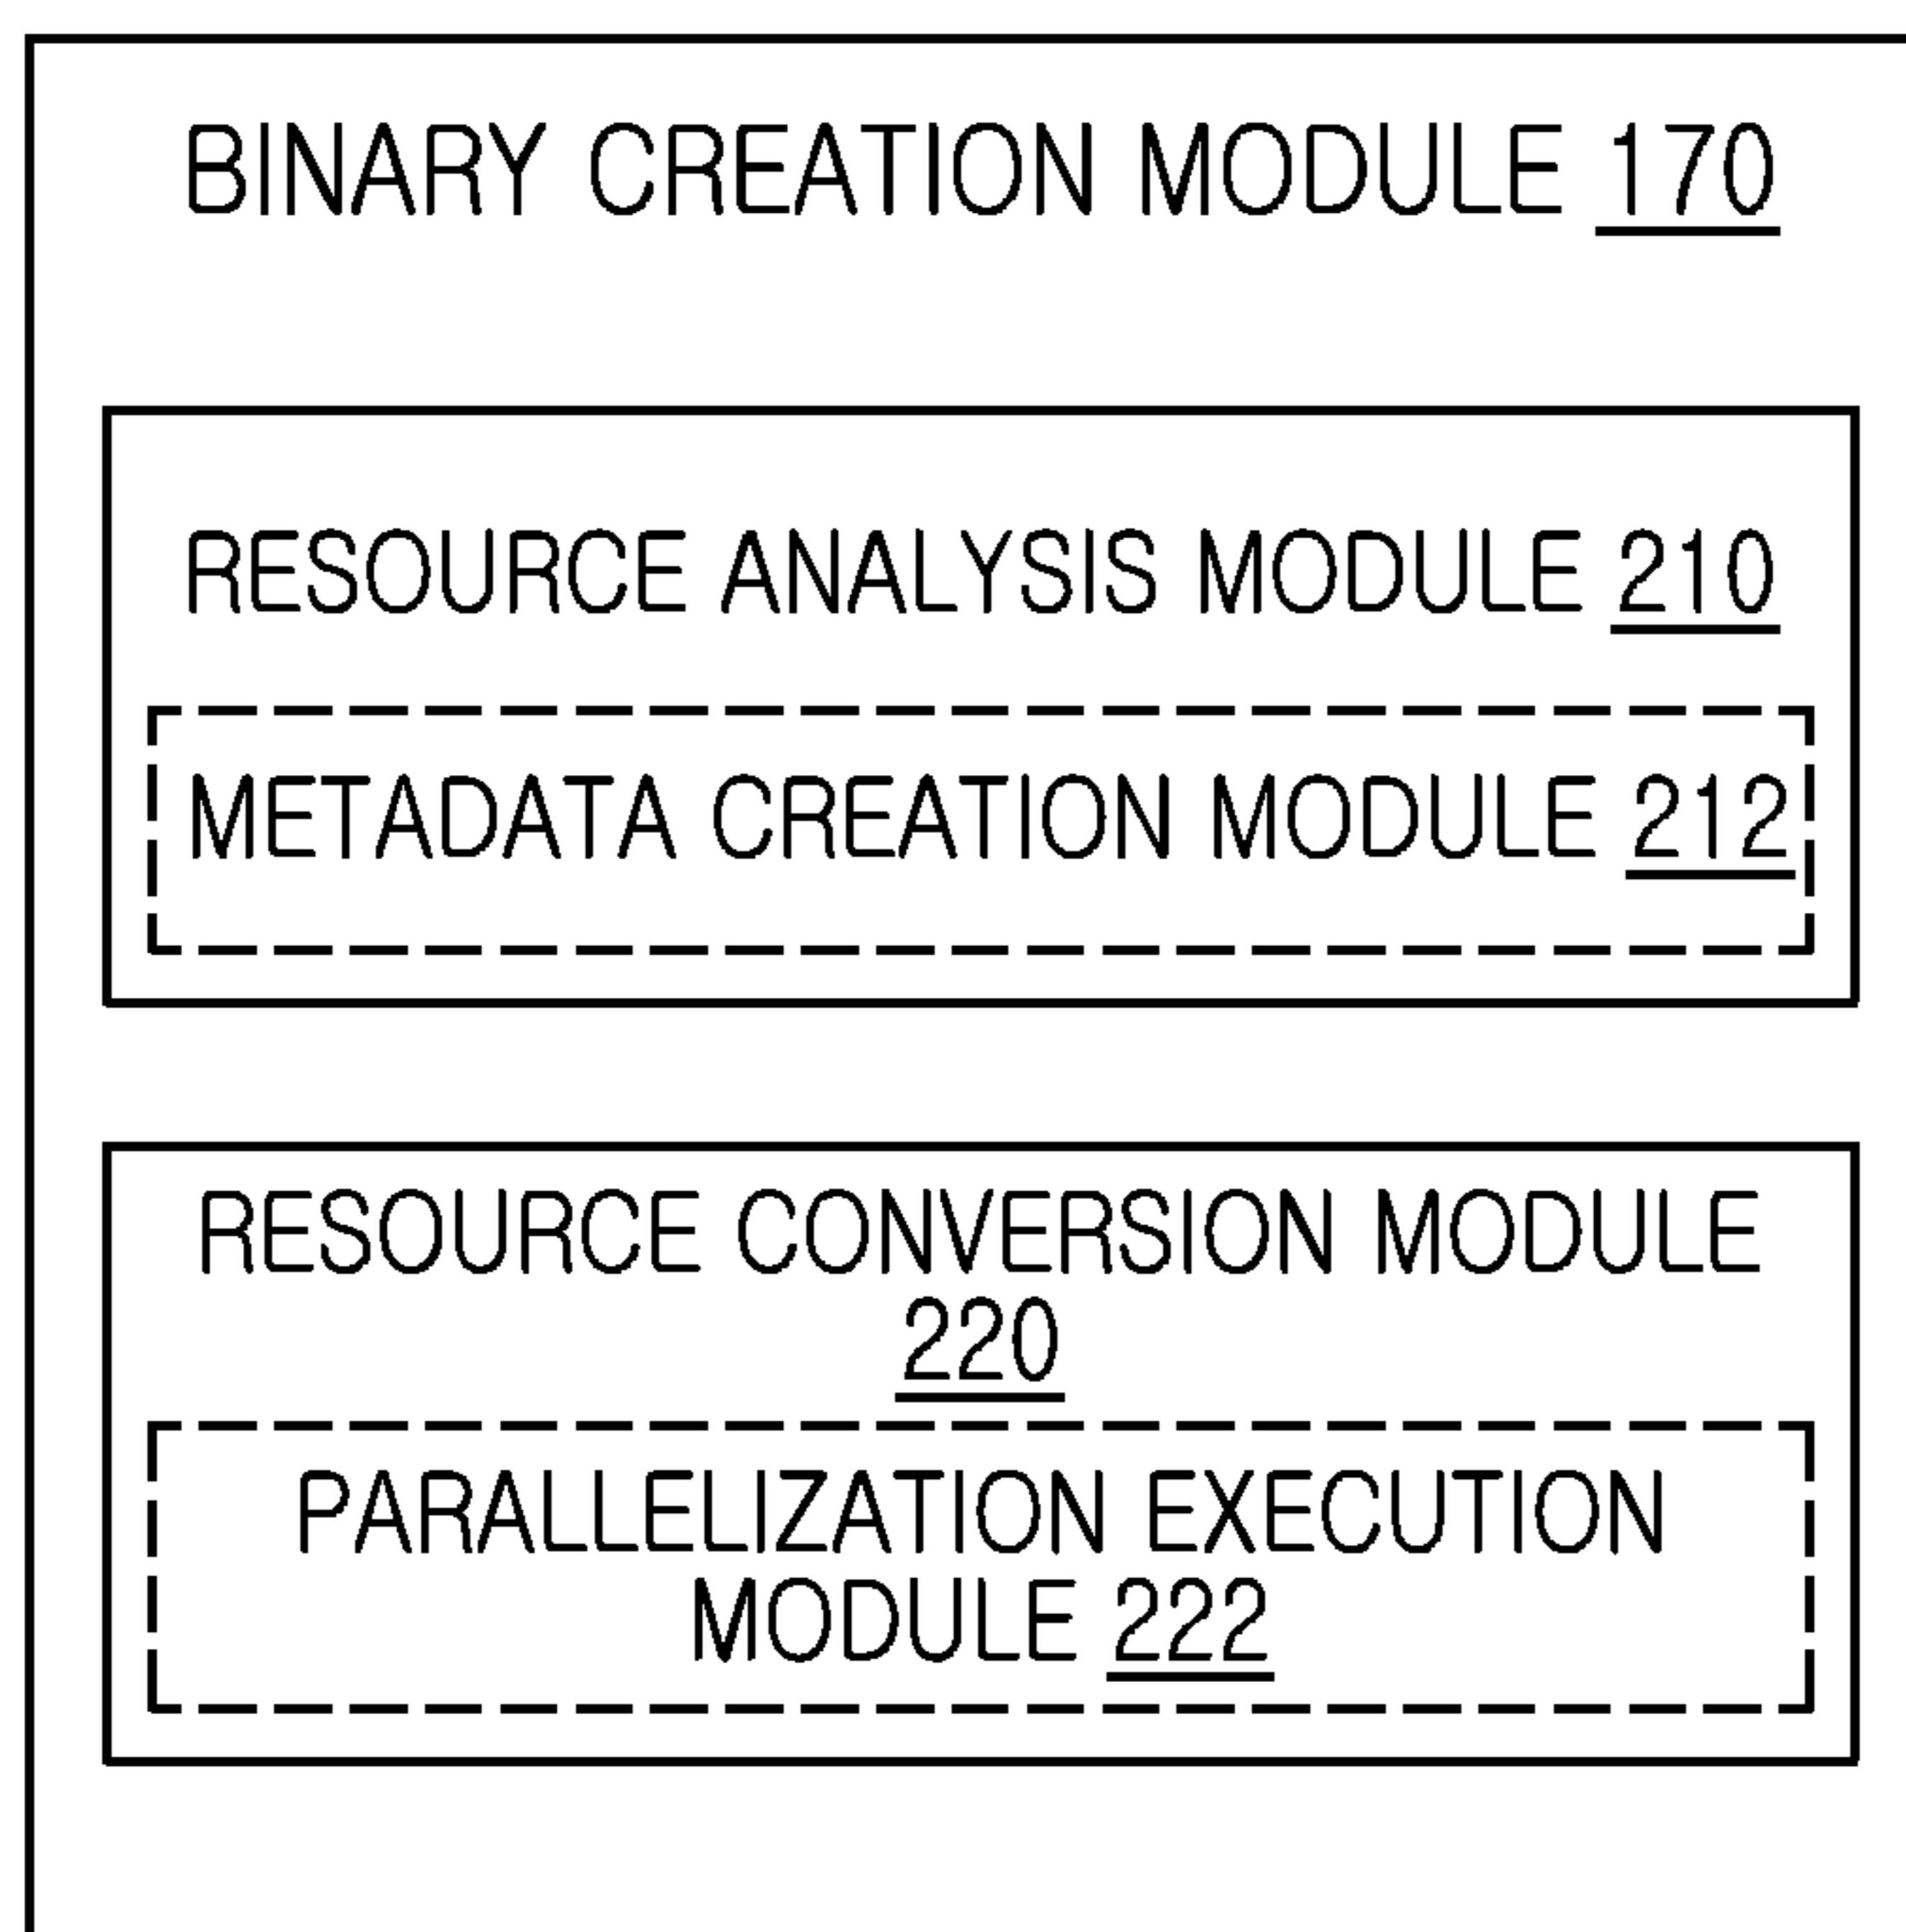 BINARY CREATION MODULE 170
RESOURCE ANALYSIS MODULE 210
METADATA CREATION MODULE 212
RESOURCE CONVERSION MODULE
220
PARALLELIZATION EXECUTION
MODULE 222